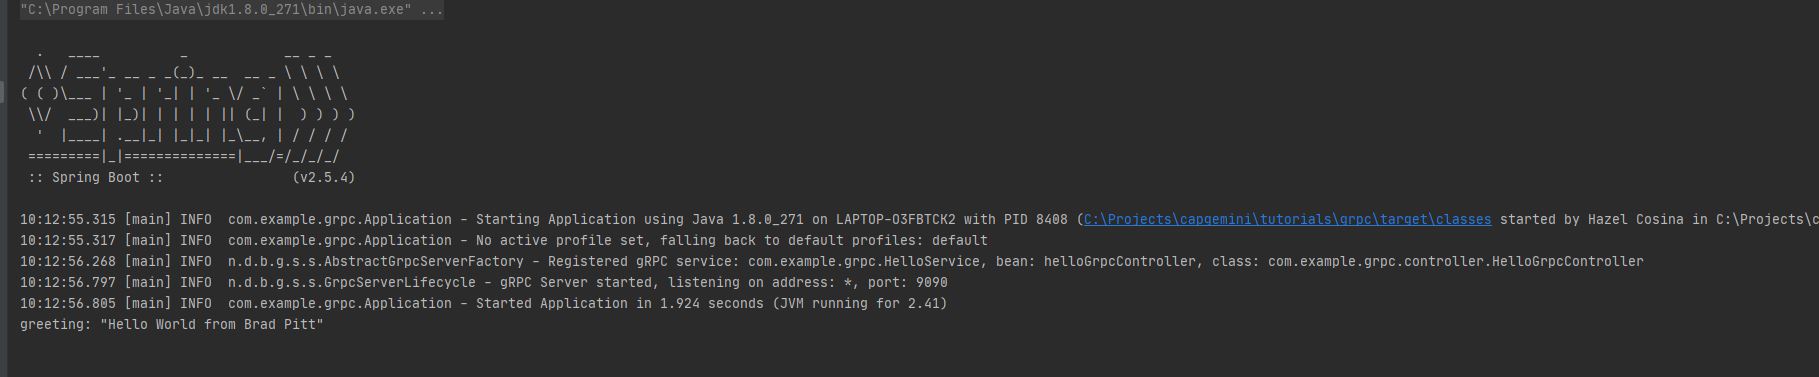 "C:\Program Files\Java\jdk1.8.0_271\bin\java.exe" ...
  .   ____          _            __ _ _
 /\\ / ___'_ __ _ _(_)_ __  __ _ \ \ \ \
( ( )\___ | '_ | '_| | '_ \/ _` | \ \ \ \
 \\/  ___)| |_)| | | | | || (_| |  ) ) ) )
  '  |____| .__|_| |_|_| |_\__, | / / / /
 =========|_|==============|___/=/_/_/_/
 :: Spring Boot ::                (v2.5.4)
10:12:55.315 [main] INFO  com.example.grpc.Application - Starting Application using Java 1.8.0_271 on LAPTOP-O3FBTCK2 with PID 8408 (C:\Projects\capgemini\tutorials\grpc\target\classes started by Hazel Cosina in C:\Projects\c
10:12:55.317 [main] INFO  com.example.grpc.Application - No active profile set, falling back to default profiles: default
10:12:56.268 [main] INFO  n.d.b.g.s.s.AbstractGrpcServerFactory - Registered gRPC service: com.example.grpc.HelloService, bean: helloGrpcController, class: com.example.grpc.controller.HelloGrpcController
10:12:56.797 [main] INFO  n.d.b.g.s.s.GrpcServerLifecycle - gRPC Server started, listening on address: *, port: 9090
10:12:56.805 [main] INFO  com.example.grpc.Application - Started Application in 1.924 seconds (JVM running for 2.41)
greeting: "Hello World from Brad Pitt"